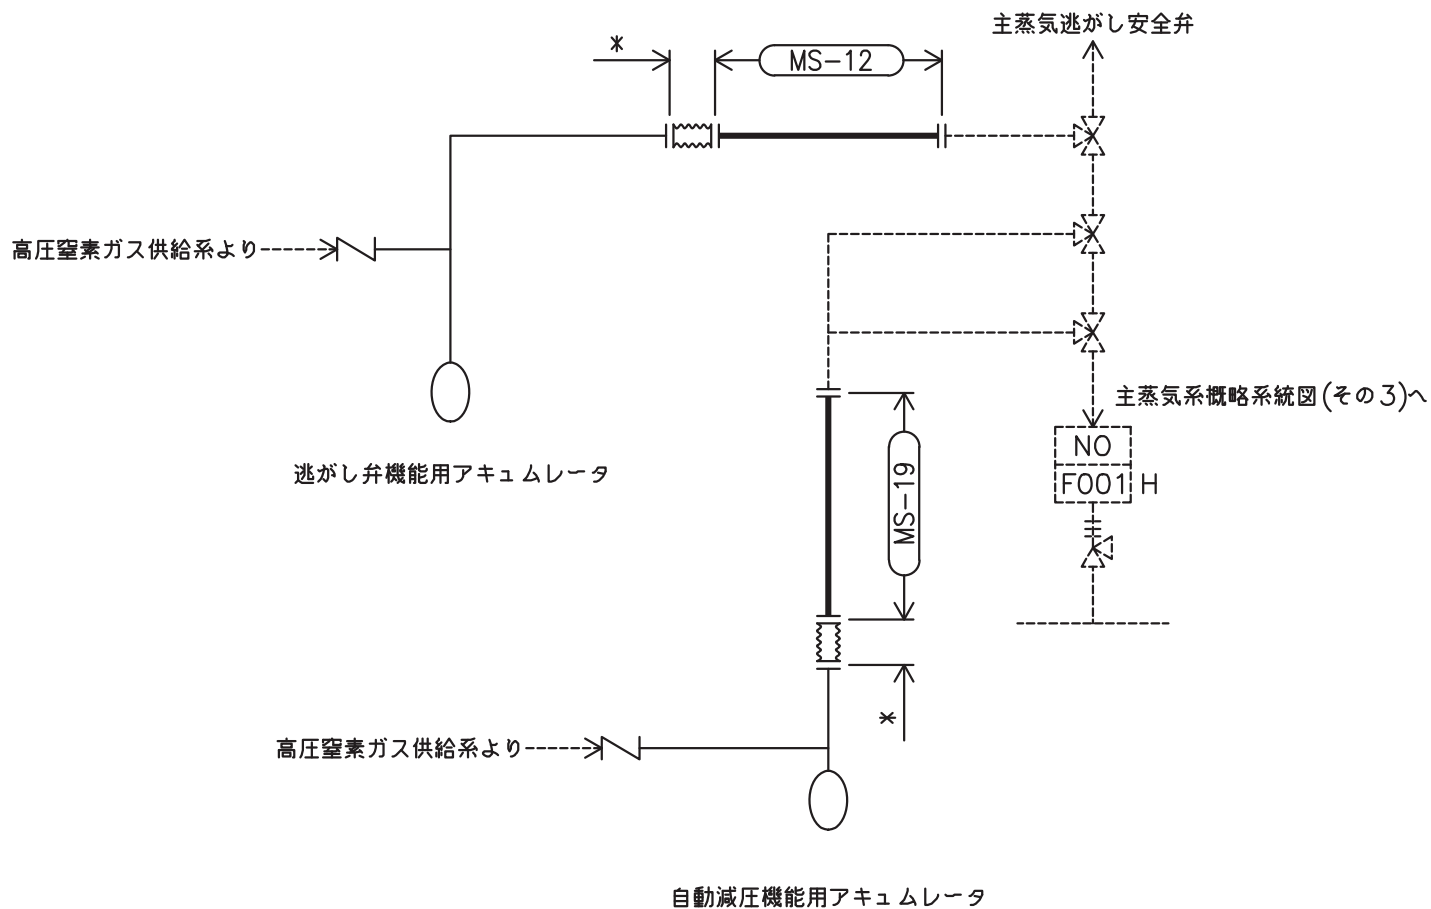 主蒸気逃がし安全弁
*
MS-12
高圧窒素ガス供給系より
主蒸気系概略系統図(その3)へ
NO
F001 H
逃がし弁機能用アキュムレータ
MS-19
*
高圧窒素ガス供給系より
自動減圧機能用アキュムレータ